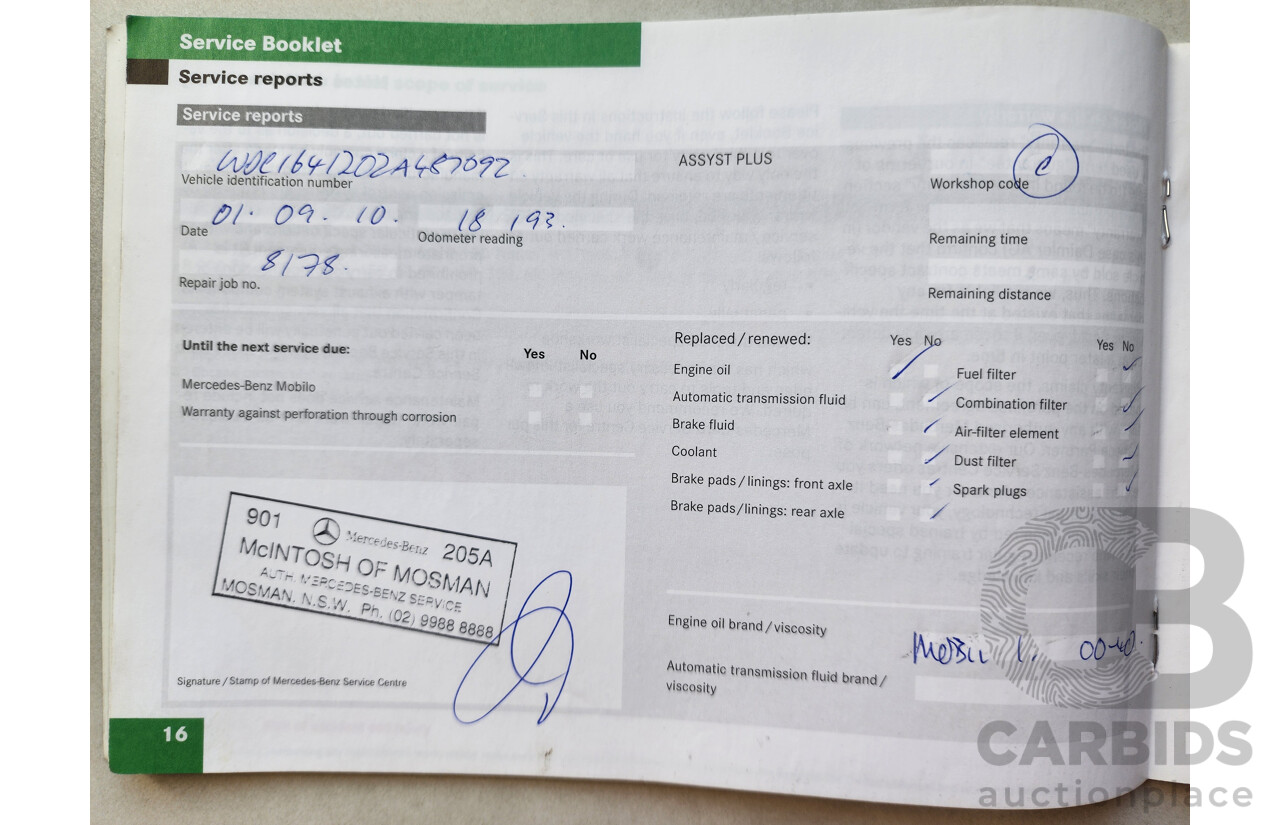 Service Booklet
Service reports
Service reports
WDC1641202A487092
Vehicle identification number
01. 09. 10.
18 193.
Date
Odometer reading
8178.
Repair job no.
ASSYST PLUS
C
Workshop code
Remaining time
Remaining distance
Until the next service due:
Yes No
Mercedes-Benz Mobilo
Warranty against perforation through corrosion
Replaced / renewed:
Yes No
Engine oil
Automatic transmission fluid
Brake fluid
Coolant
Brake pads / linings: front axle
Brake pads/linings: rear axle
Yes No
Fuel filter
Combination filter
Air-filter element
Dust filter
Spark plugs
901 Mercedes-Benz 205A
McINTOSH OF MOSMAN
AUTH. MERCEDES-BENZ SERVICE
MOSMAN. N.S.W. Ph. (02) 9988 8888
Signature / Stamp of Mercedes-Benz Service Centre
Engine oil brand / viscosity
Mobil 1. 00-40.
Automatic transmission fluid brand /
viscosity
16
CB
CARBIDS
auctionplace